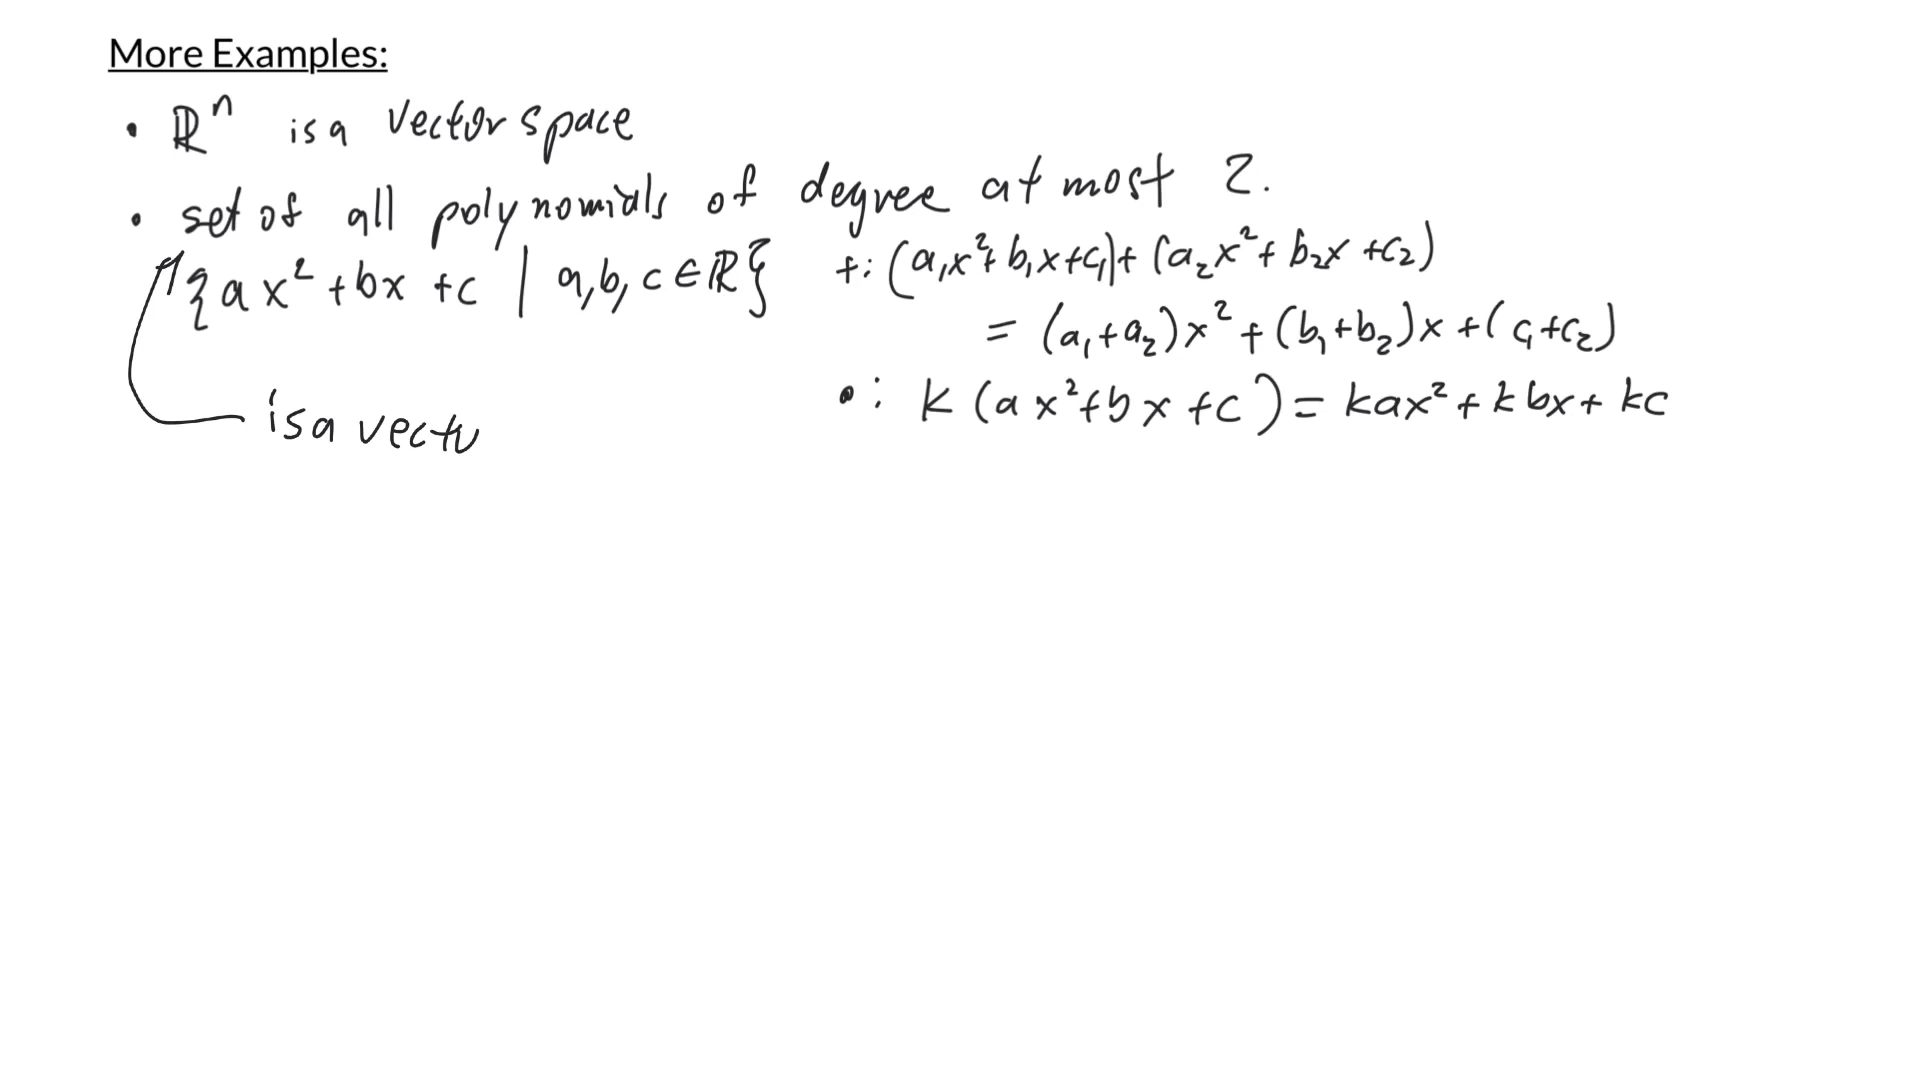 More Examples:
• ℝⁿ is a vector space
• set of all polynomials of degree at most 2.
{ax² + bx + c | a, b, c ∈ ℝ}
+: (a₁x² + b₁x + c₁) + (a₂x² + b₂x + c₂)
= (a₁ + a₂)x² + (b₁ + b₂)x + (c₁ + c₂)
•: k(ax² + bx + c) = kax² + kbx + kc
is a vecto